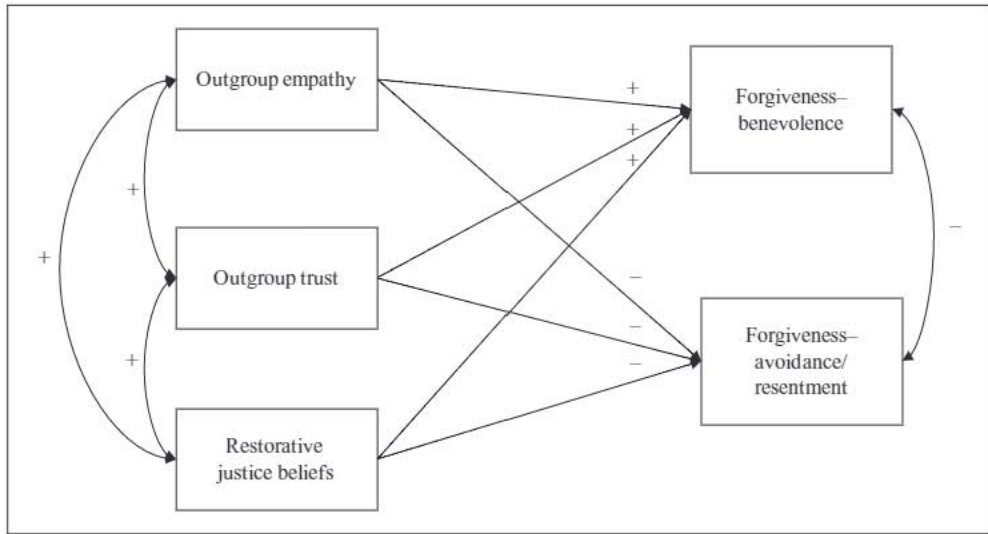 Outgroup empathy
Forgiveness–
benevolence
+
+
+
+
+
–
Outgroup trust
–
+
–
–
Forgiveness–
avoidance/
resentment
Restorative
justice beliefs